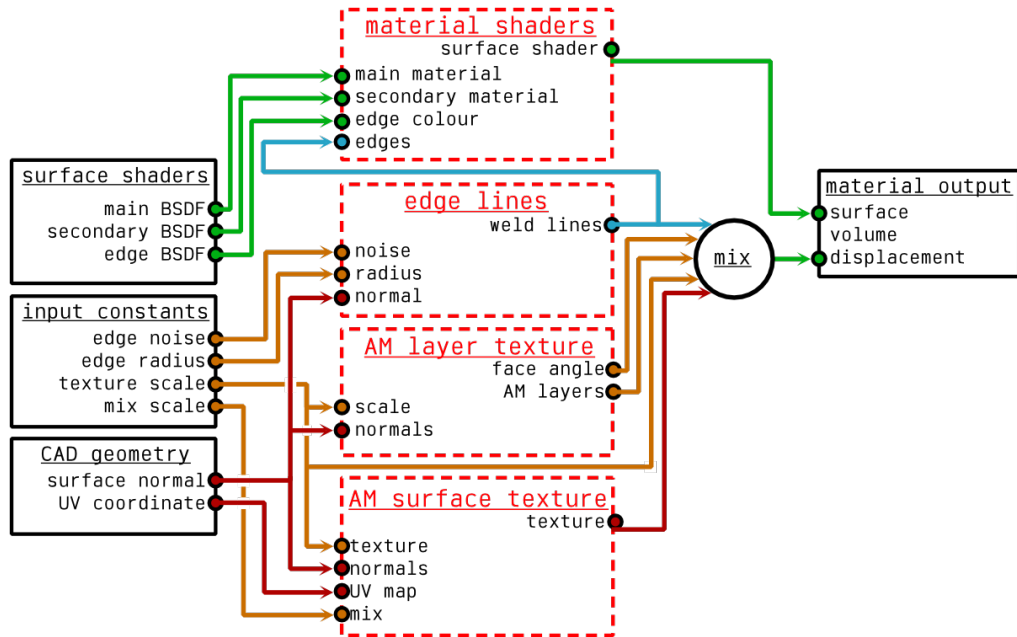 material shaders
surface shader
main material
secondary material
edge colour
edges
surface shaders
main BSDF
secondary BSDF
edge BSDF
edge lines
weld lines
noise
radius
normal
mix
material output
surface
volume
displacement
input constants
edge noise
edge radius
texture scale
mix scale
AM layer texture
face angle
AM layers
scale
normals
CAD geometry
surface normal
UV coordinate
AM surface texture
texture
texture
normals
UV map
mix